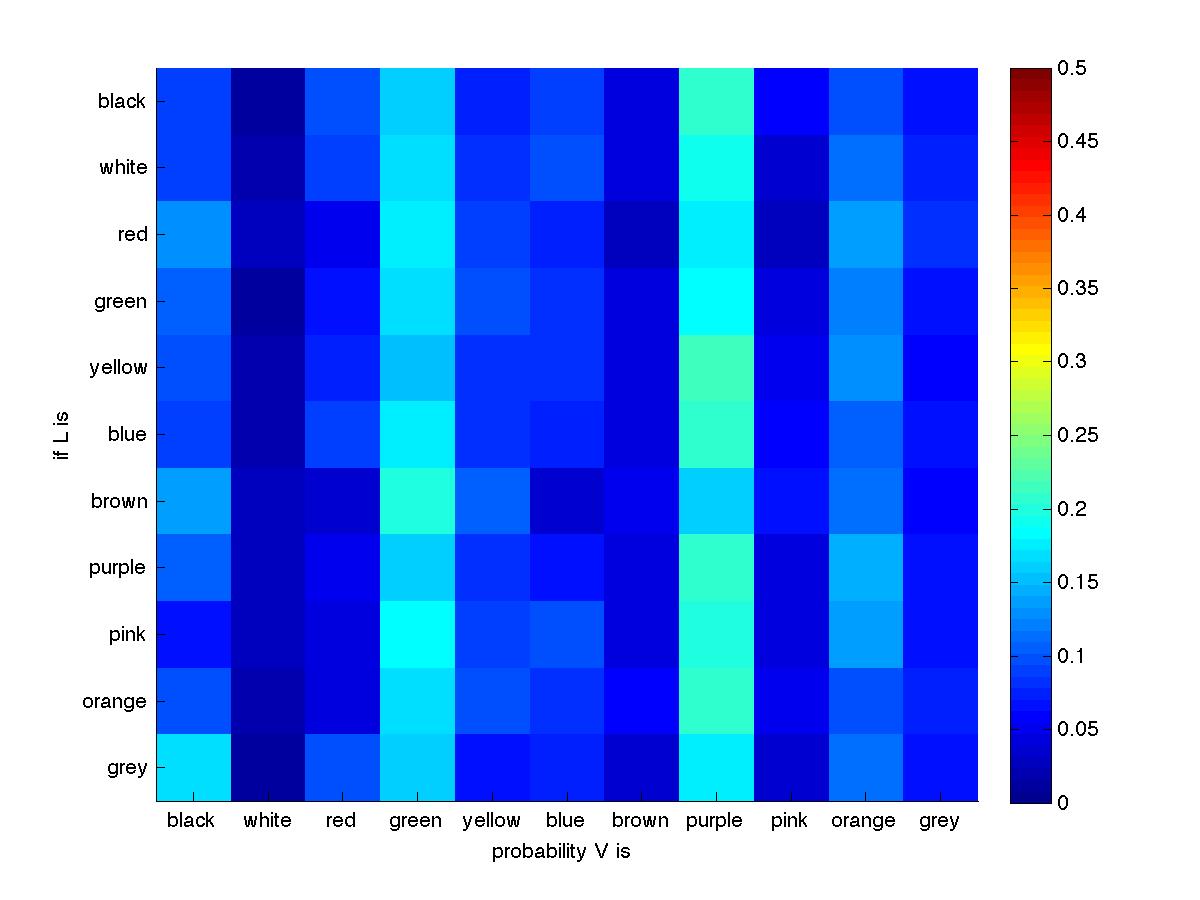 black
white
red
green
yellow
blue
brown
purple
pink
orange
grey
if L is
black white red green yellow blue brown purple pink orange grey
probability V is
0.5
0.45
0.4
0.35
0.3
0.25
0.2
0.15
0.1
0.05
0